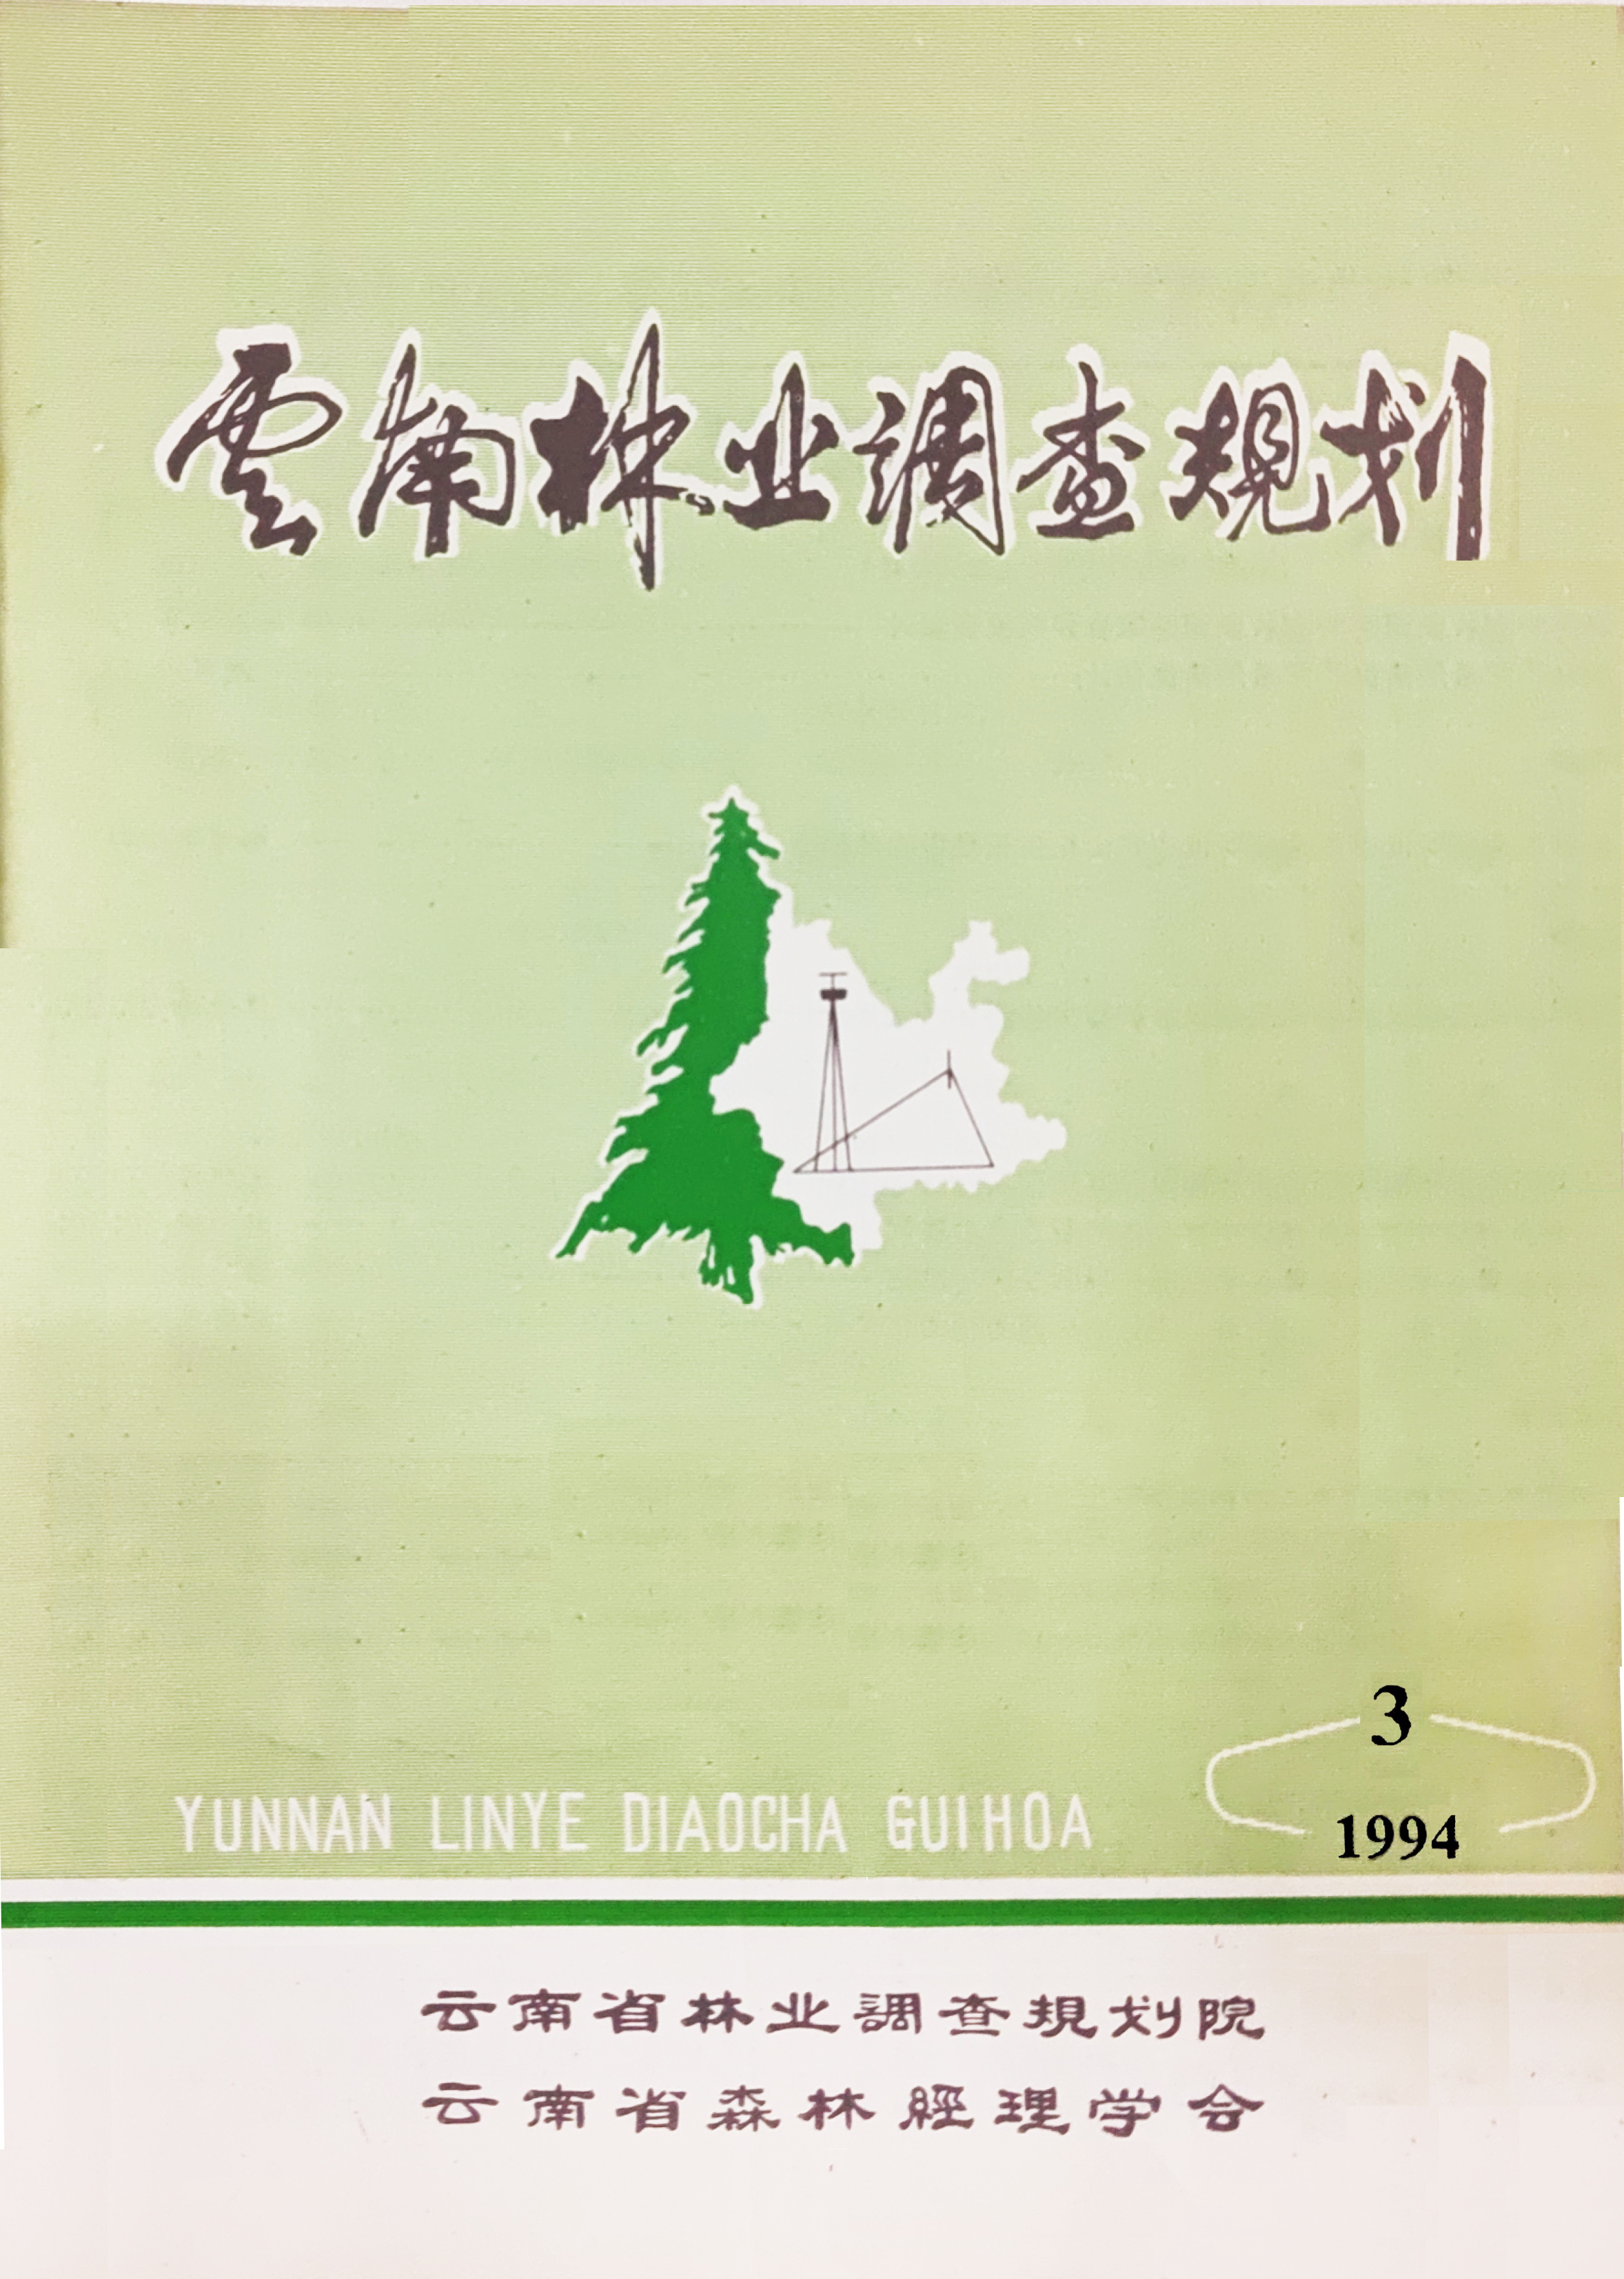 雲南林业調查規划
3
YUNNAN LINYE DIAOCHA GUIHOA
1994
云南省林业調查規划院
云南省森林經理学会